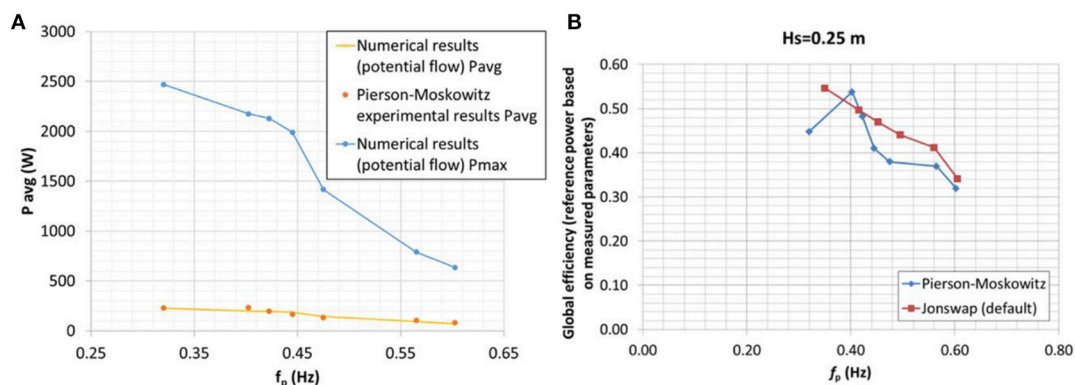 A
3000
2500
2000
1500
1000
500
0
P avg (W)
0.25
0.35
0.45
0.55
0.65
fp (Hz)
Numerical results
(potential flow) Pavg
Pierson-Moskowitz
experimental results Pavg
Numerical results
(potential flow) Pmax
B
Hs=0.25 m
Global efficiency (reference power based
on measured parameters)
0.60
0.50
0.40
0.30
0.20
0.10
0.00
0.00
0.20
0.40
0.60
0.80
fp (Hz)
Pierson-Moskowitz
Jonswap (default)